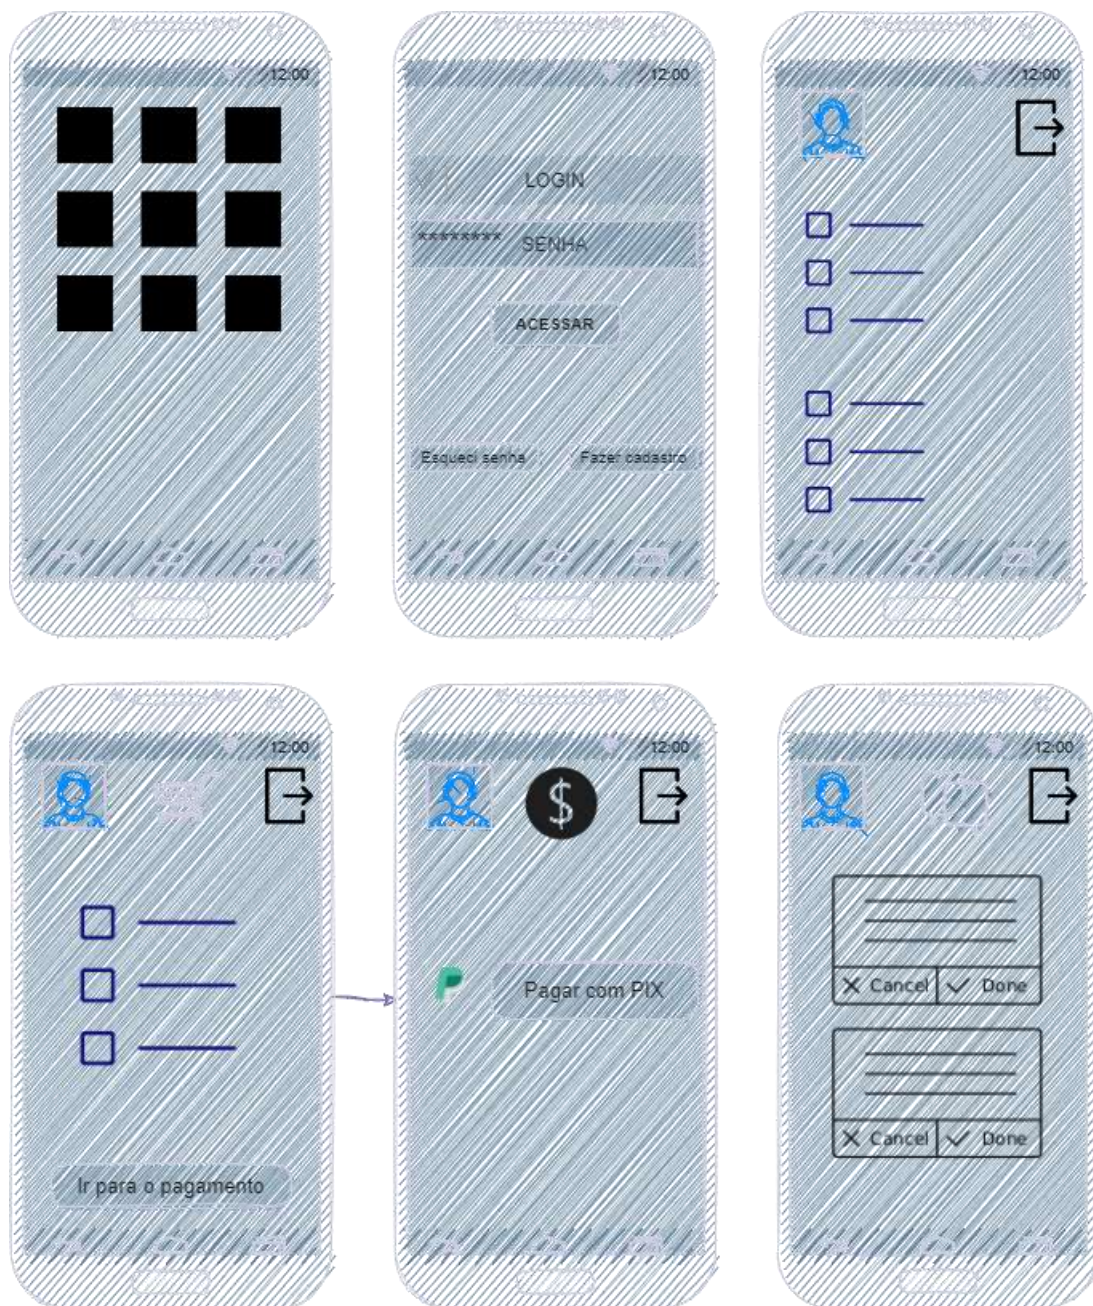 12:00
12:00
12:00
LOGIN
******** SENHA
ACESSAR
Esqueci senha
Fazer cadastro
12:00
12:00
12:00
$
Pagar com PIX
Cancel
Done
Cancel
Done
Ir para o pagamento